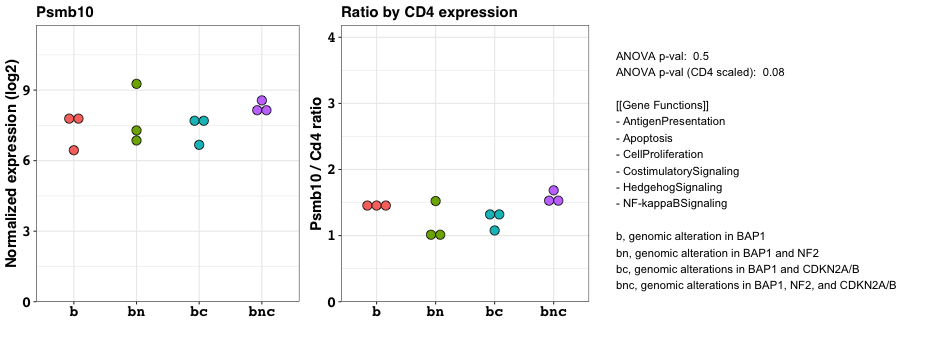 Psmb10
Normalized expression (log2)
9
6
3
0
b
bn
bc
bnc
Ratio by CD4 expression
Psmb10 / Cd4 ratio
4
3
2
1
0
b
bn
bc
bnc
ANOVA p-val:  0.5
ANOVA p-val (CD4 scaled):  0.08
[[Gene Functions]]
- AntigenPresentation
- Apoptosis
- CellProliferation
- CostimulatorySignaling
- HedgehogSignaling
- NF-kappaBSignaling
b, genomic alteration in BAP1
bn, genomic alteration in BAP1 and NF2
bc, genomic alterations in BAP1 and CDKN2A/B
bnc, genomic alterations in BAP1, NF2, and CDKN2A/B